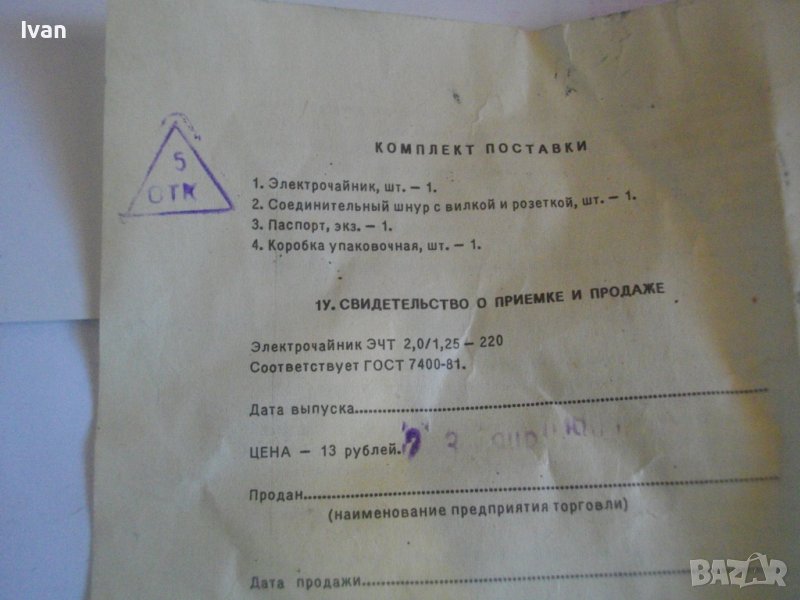 Ivan
КОМПЛЕКТ ПОСТАВКИ
5
ОТК
1. Электрочайник, шт. — 1.
2. Соединительный шнур с вилкой и розеткой, шт. — 1.
3. Паспорт, экз. — 1.
4. Коробка упаковочная, шт. — 1.
1У. СВИДЕТЕЛЬСТВО О ПРИЕМКЕ И ПРОДАЖЕ
Электрочайник ЭЧТ 2,0/1,25 — 220
Соответствует ГОСТ 7400-81.
Дата выпуска
ЦЕНА — 13 рублей.
Продан
(наименование предприятия торговли)
Дата продажи
BAZAR